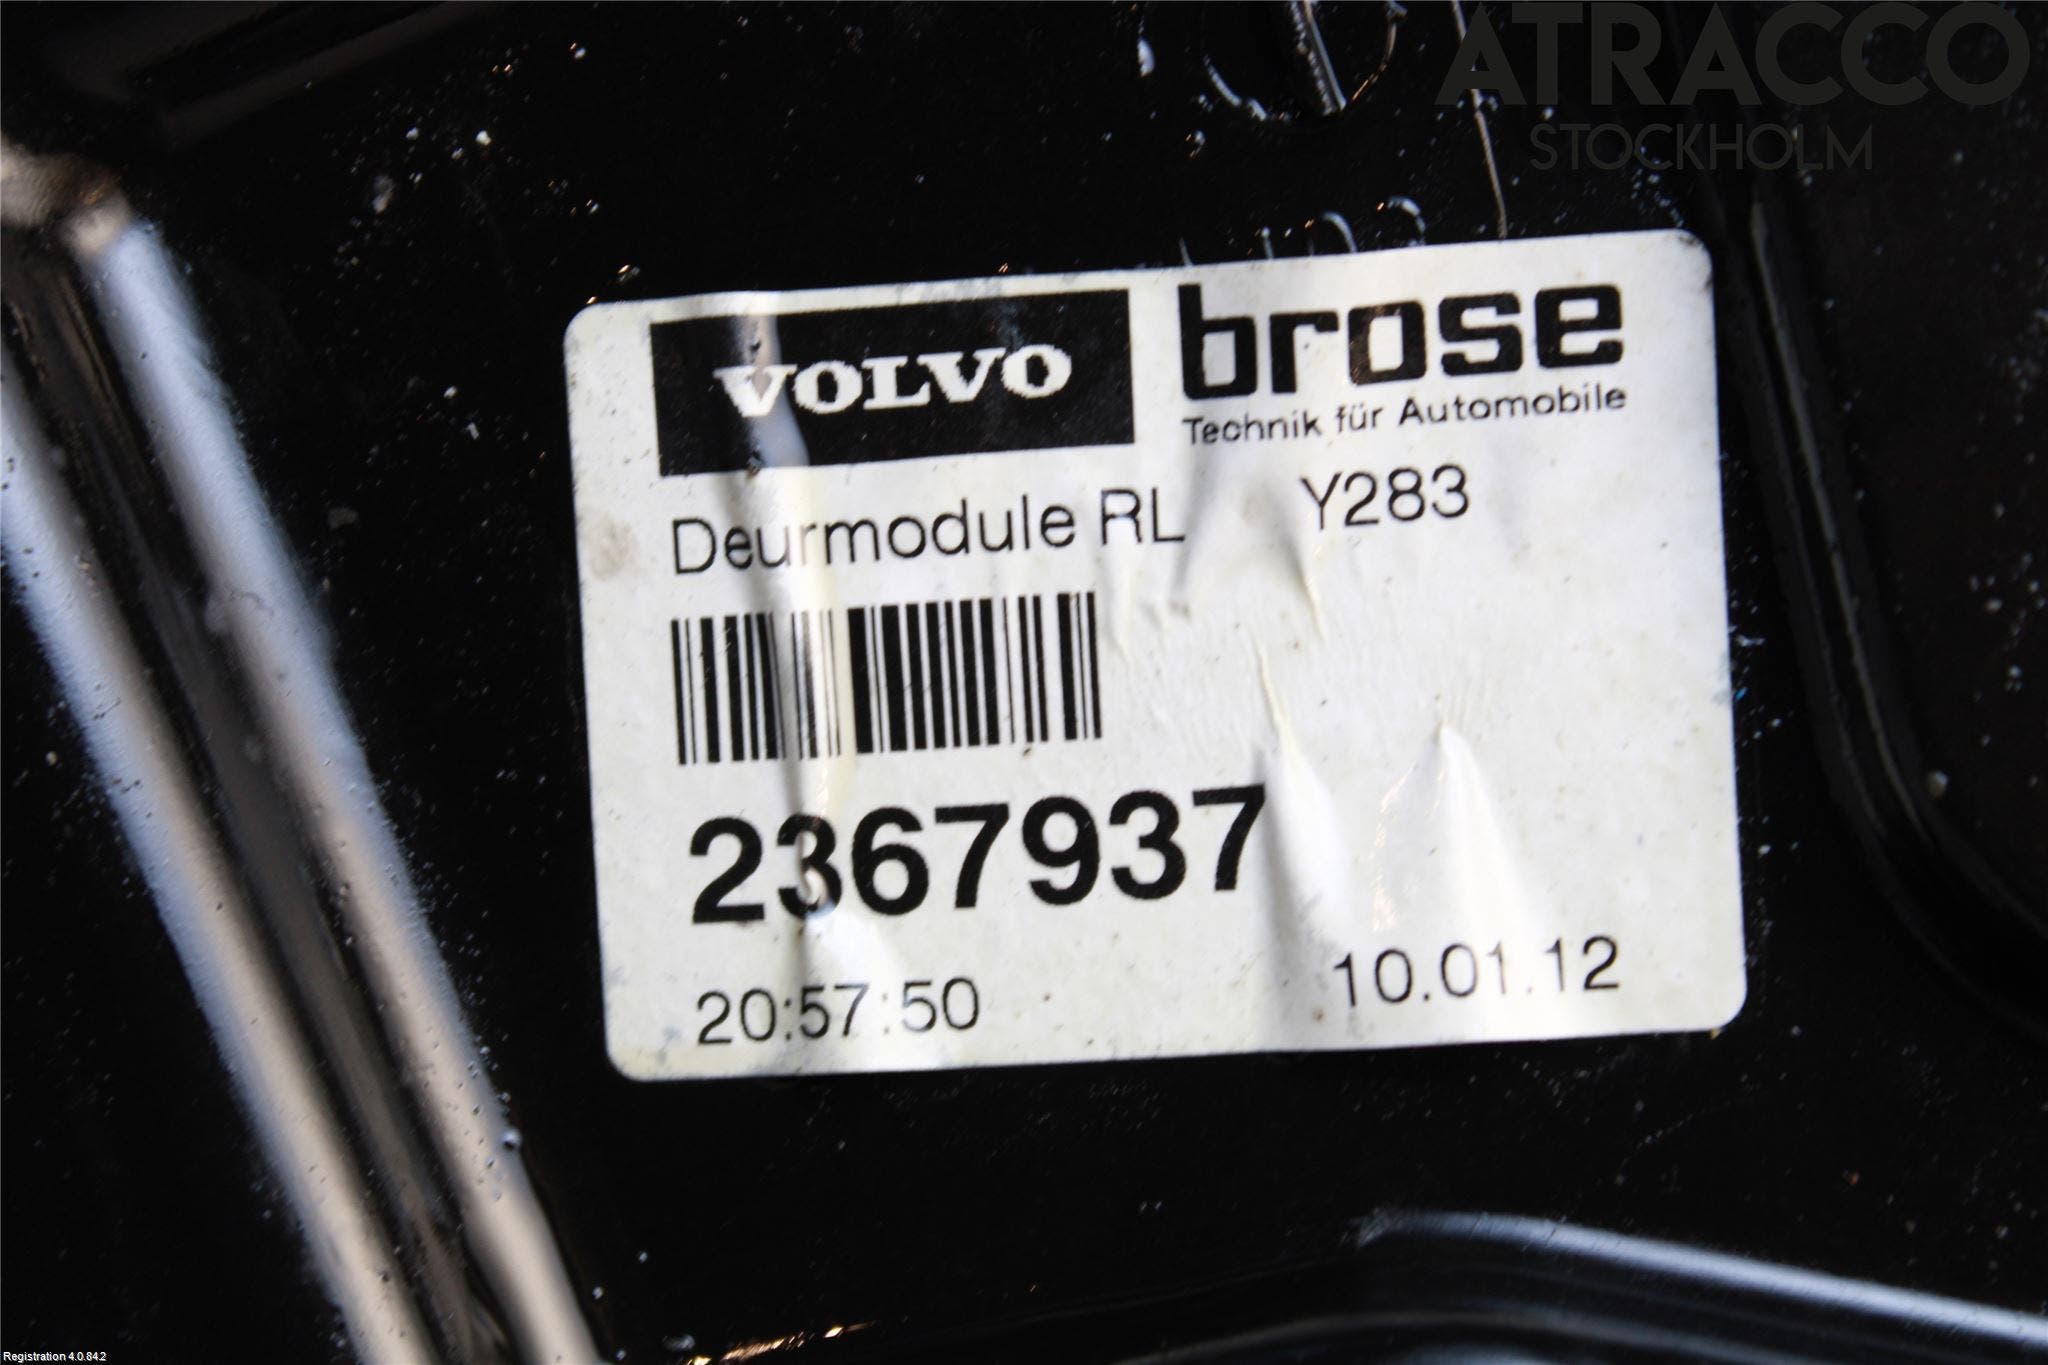 ATRACCO
STOCKHOLM
VOLVO
brose
Technik für Automobile
Deurmodule RL Y283
2367937
20:57:50 10.01.12
Registration 4.0.84.2